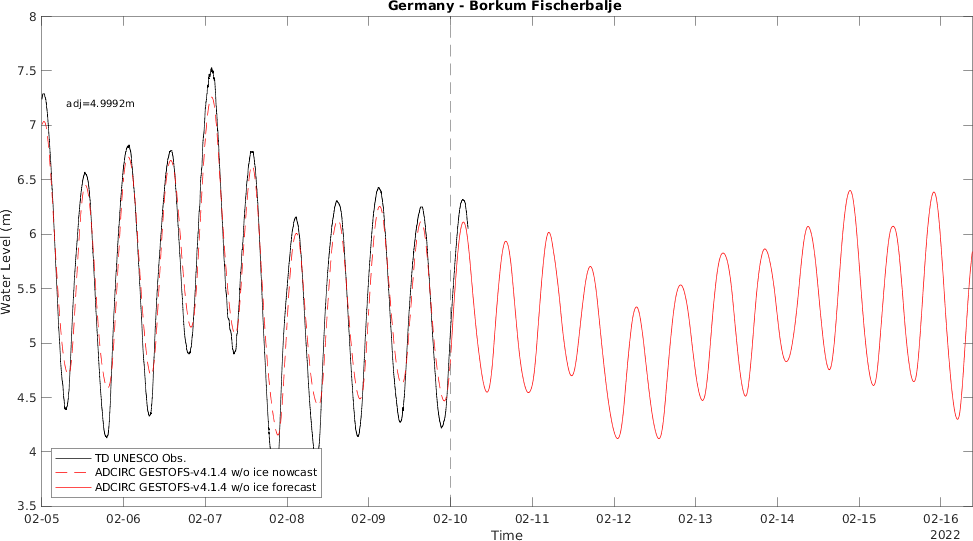 Germany - Borkum Fischerbalje
8
7.5
adj=4.9992m
7
6.5
6
5.5
5
4.5
4
3.5
Water Level (m)
TD UNESCO Obs.
ADCIRC GESTOFS-v4.1.4 w/o ice nowcast
ADCIRC GESTOFS-v4.1.4 w/o ice forecast
02-05 02-06 02-07 02-08 02-09 02-10 02-11 02-12 02-13 02-14 02-15 02-16
Time
2022